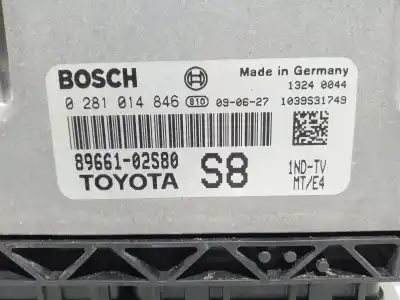 BOSCH Made in Germany
1324 0044
0 281 014 846 B10 09-06-27 1039S31749
89661-02S80
TOYOTA S8
1ND-TV
MT/E4